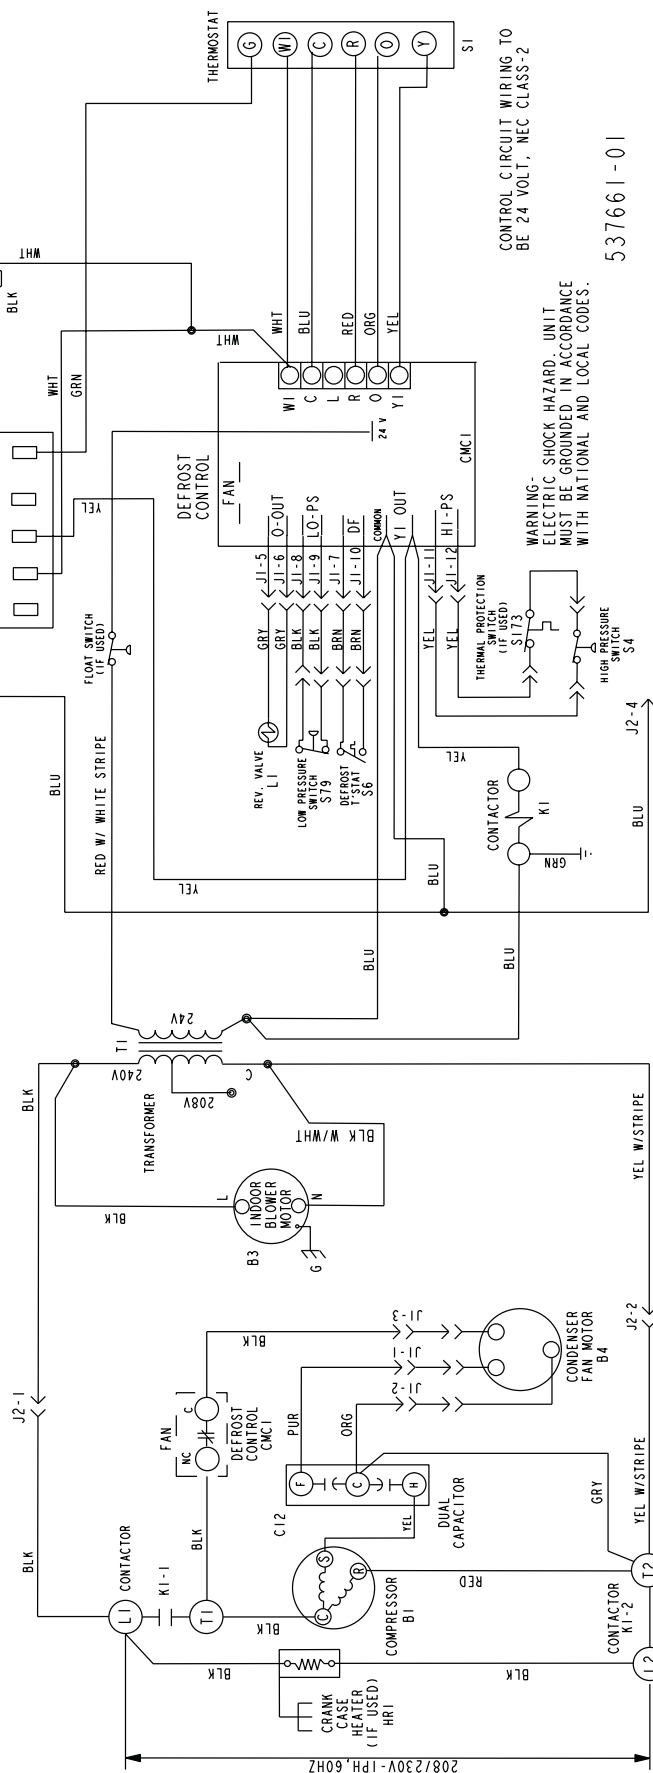 THERMOSTAT
G
W1
C
R
O
Y
S1
CONTROL CIRCUIT WIRING TO
BE 24 VOLT, NEC CLASS-2
537661-01
WHT
BLK
WHT
GRN
WHT
WHT
BLU
RED
ORG
YEL
W1
C
L
R
O
Y1
24 V
CMC1
DEFROST
CONTROL
FAN
O-OUT
LO-PS
DF
COMMON
Y1 OUT
HI-PS
WARNING-
ELECTRIC SHOCK HAZARD. UNIT
MUST BE GROUNDED IN ACCORDANCE
WITH NATIONAL AND LOCAL CODES.
YEL
J1-5
J1-6
J1-8
J1-9
J1-7
J1-10
J1-11
J1-12
GRY
GRY
BLK
BLK
BRN
BRN
YEL
YEL
FLOAT SWITCH
(IF USED)
THERMAL PROTECTION
SWITCH
(IF USED)
S173
HIGH PRESSURE
SWITCH
S4
REV. VALVE
L1
LOW PRESSURE
SWITCH
S79
DEFROST
T'STAT
S6
BLU
RED W/ WHITE STRIPE
YEL
YEL
J2-4
CONTACTOR
K1
GRN
BLU
BLU
YEL
BLU
BLU
T1
24V
240V
208V
C
TRANSFORMER
BLK
BLK
L
N
INDOOR
BLOWER
MOTOR
B3
G
BLK W/WHT
YEL W/STRIPE
J2-1
J2-2
BLK
J1-3
J1-1
J1-2
CONDENSER
FAN MOTOR
B4
FAN
NC
C
DEFROST
CONTROL
CMC1
PUR
ORG
F
C
H
C12
DUAL
CAPACITOR
YEL
GRY
YEL W/STRIPE
BLK
CONTACTOR
L1
K1-1
T1
BLK
BLK
S
R
C
COMPRESSOR
B1
RED
T2
CONTACTOR
K1-2
L2
BLK
BLK
CRANK
CASE
HEATER
(IF USED)
HR1
208/230V-1PH,60HZ